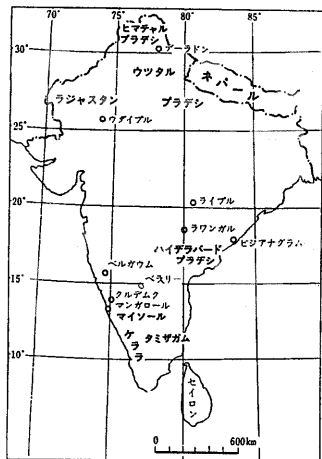 70° 75° 80° 85°
ヒマチャル
プラデシ
30°
デーラドン
ウツタル
ネパール
ラジャスタン
プラデシ
25°
ウダイプル
20°
ライプル
ラワンガル
ハイデラバード
プラデシ
ビジアナグラム
ベルガウム
15°
ベラリー
クルデムク
マンガロール
マイソール
ケララ
タミザガム
10°
セイロン
70° 75° 80° 85°
0 600km